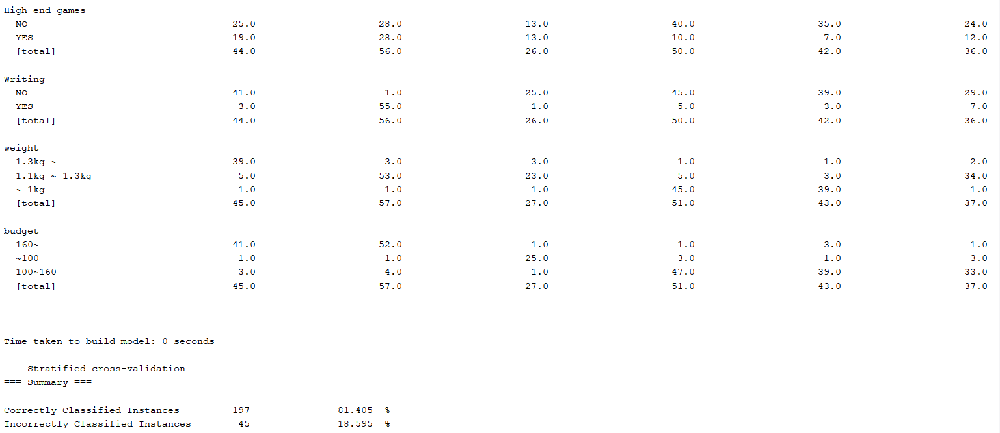 High-end games
NO 25.0 28.0 13.0 40.0 35.0 24.0
YES 19.0 28.0 13.0 10.0 7.0 12.0
[total] 44.0 56.0 26.0 50.0 42.0 36.0
Writing
NO 41.0 1.0 25.0 45.0 39.0 29.0
YES 3.0 55.0 1.0 5.0 3.0 7.0
[total] 44.0 56.0 26.0 50.0 42.0 36.0
weight
1.3kg ~ 39.0 3.0 3.0 1.0 1.0 2.0
1.1kg ~ 1.3kg 5.0 53.0 23.0 5.0 3.0 34.0
~ 1kg 1.0 1.0 1.0 45.0 39.0 1.0
[total] 45.0 57.0 27.0 51.0 43.0 37.0
budget
160~ 41.0 52.0 1.0 1.0 3.0 1.0
~100 1.0 1.0 25.0 3.0 1.0 3.0
100~160 3.0 4.0 1.0 47.0 39.0 33.0
[total] 45.0 57.0 27.0 51.0 43.0 37.0
Time taken to build model: 0 seconds
=== Stratified cross-validation ===
=== Summary ===
Correctly Classified Instances 197 81.405 %
Incorrectly Classified Instances 45 18.595 %